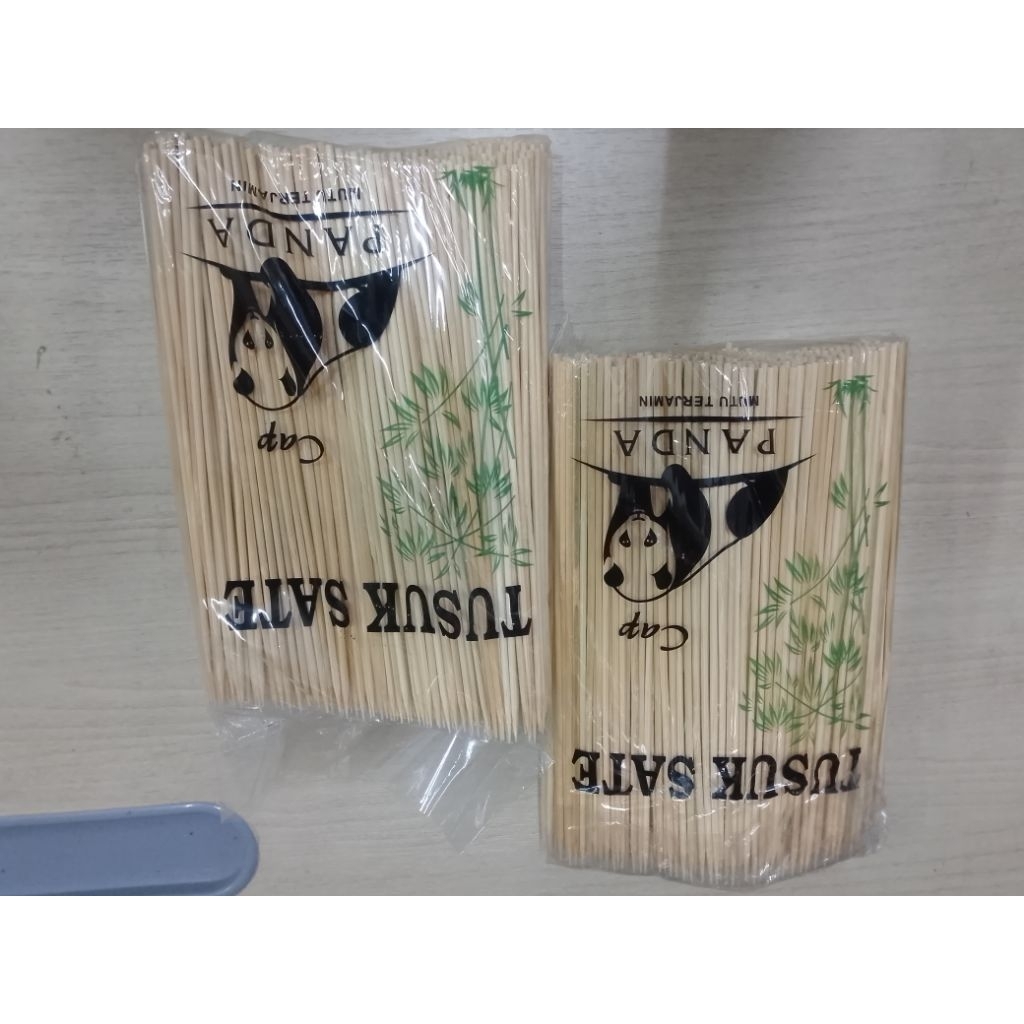 TUSUK SATE
Cap
PANDA
MUTU TERJAMIN
TUSUK SATE
Cap
PANDA
MUTU TERJAMIN